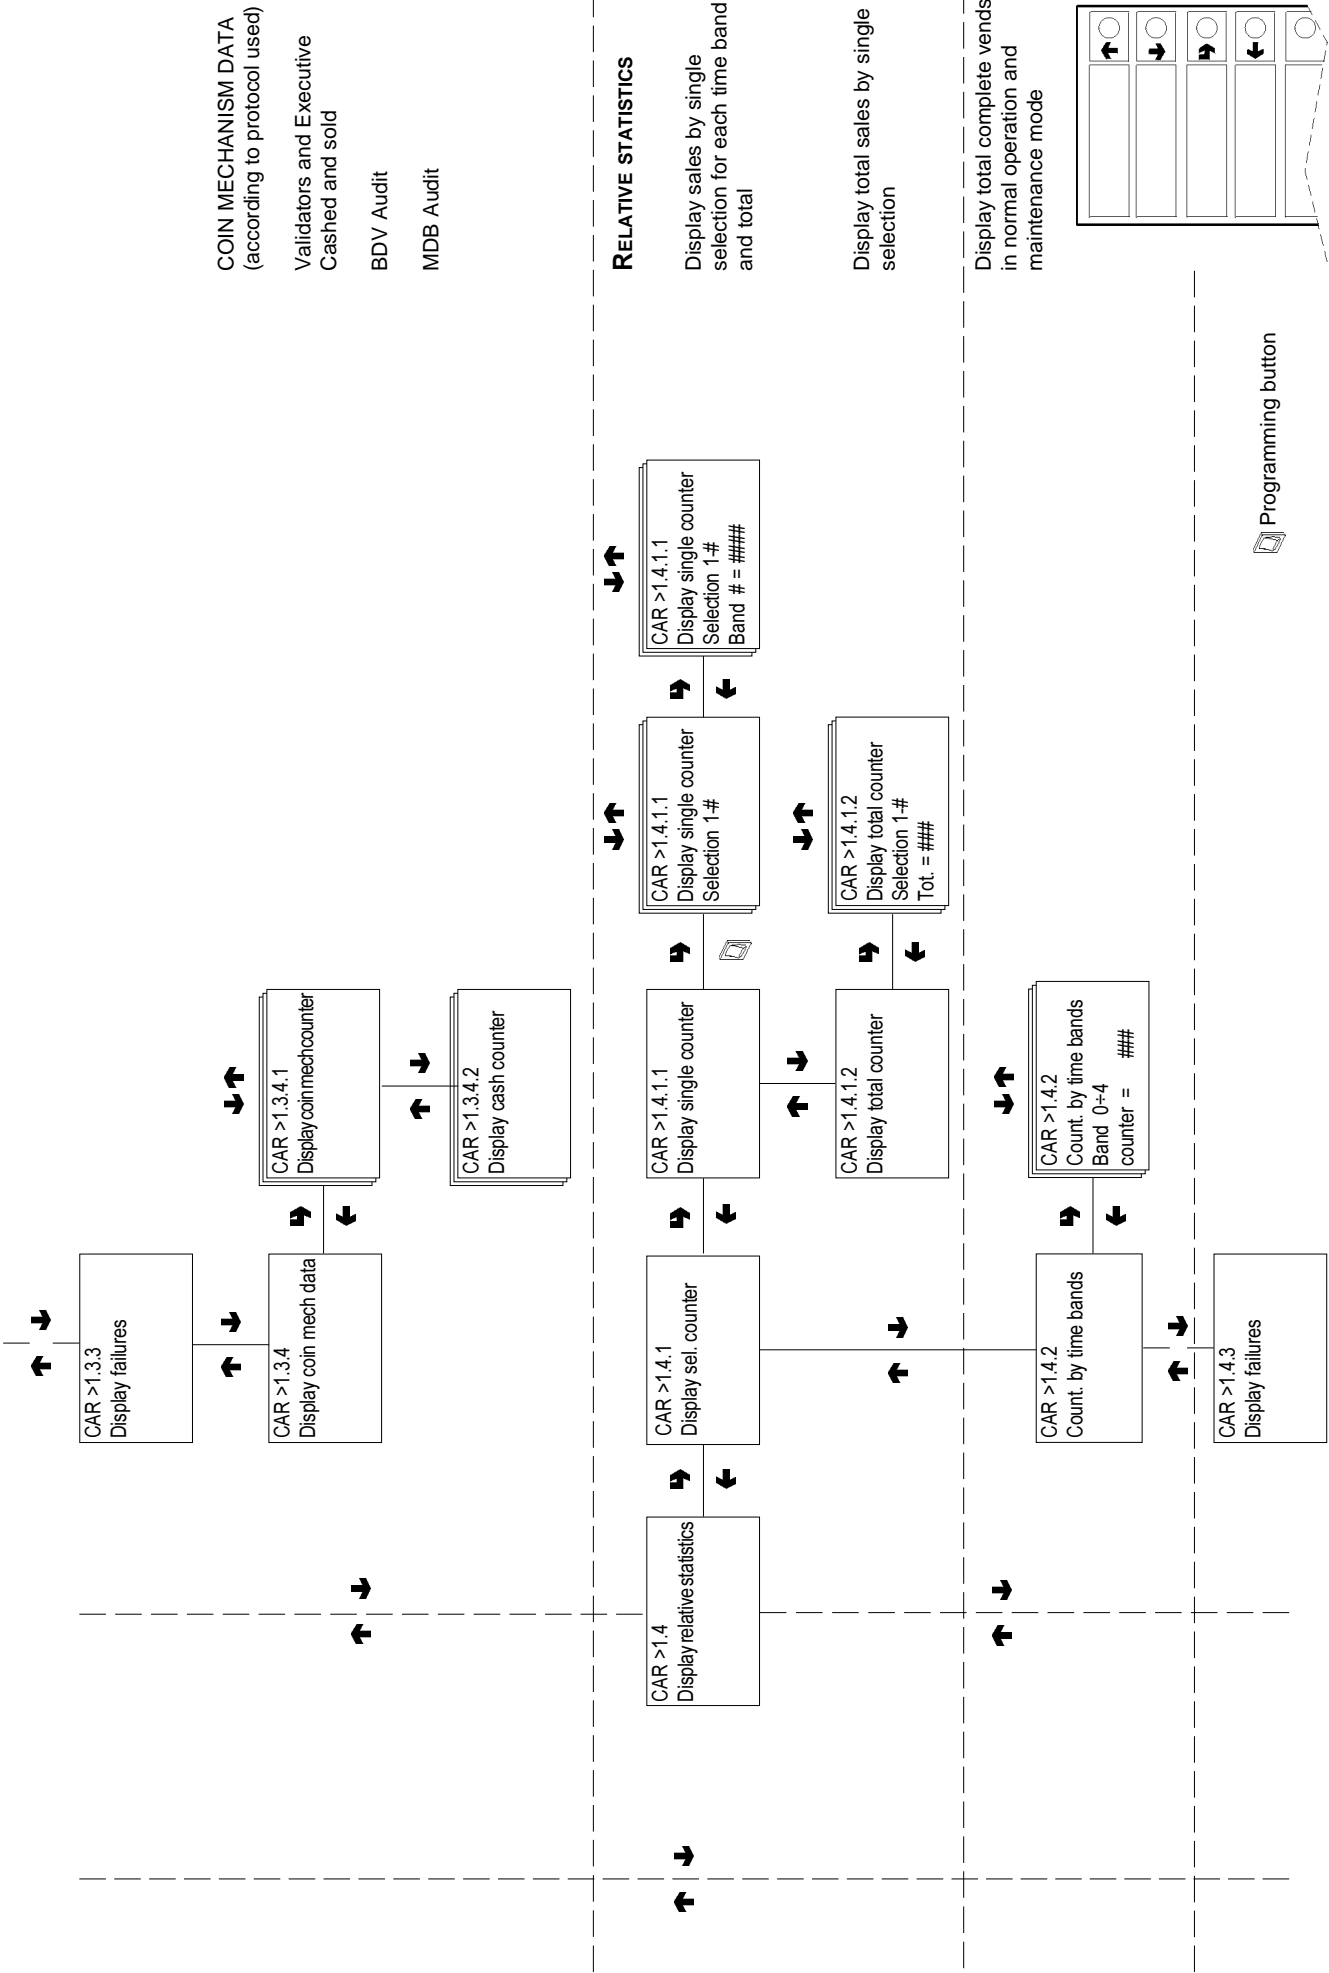 CAR >1.3.3
Display failures
CAR >1.3.4
Display coin mech data
CAR >1.3.4.1
Display coin mech counter
CAR >1.3.4.2
Display cash counter
COIN MECHANISM DATA
(according to protocol used)
Validators and Executive
Cashed and sold
BDV Audit
MDB Audit
CAR >1.4
Display relative statistics
CAR >1.4.1
Display sel. counter
CAR >1.4.1.1
Display single counter
CAR >1.4.1.1
Display single counter
Selection 1-#
CAR >1.4.1.1
Display single counter
Selection 1-#
Band # = ####
RELATIVE STATISTICS
Display sales by single
selection for each time band
and total
CAR >1.4.1.2
Display total counter
CAR >1.4.1.2
Display total counter
Selection 1-#
Tot. = ###
Display total sales by single
selection
CAR >1.4.2
Count. by time bands
CAR >1.4.2
Count. by time bands
Band 0÷4
counter = ###
Display total complete vends
in normal operation and
maintenance mode
CAR >1.4.3
Display failures
Programming button